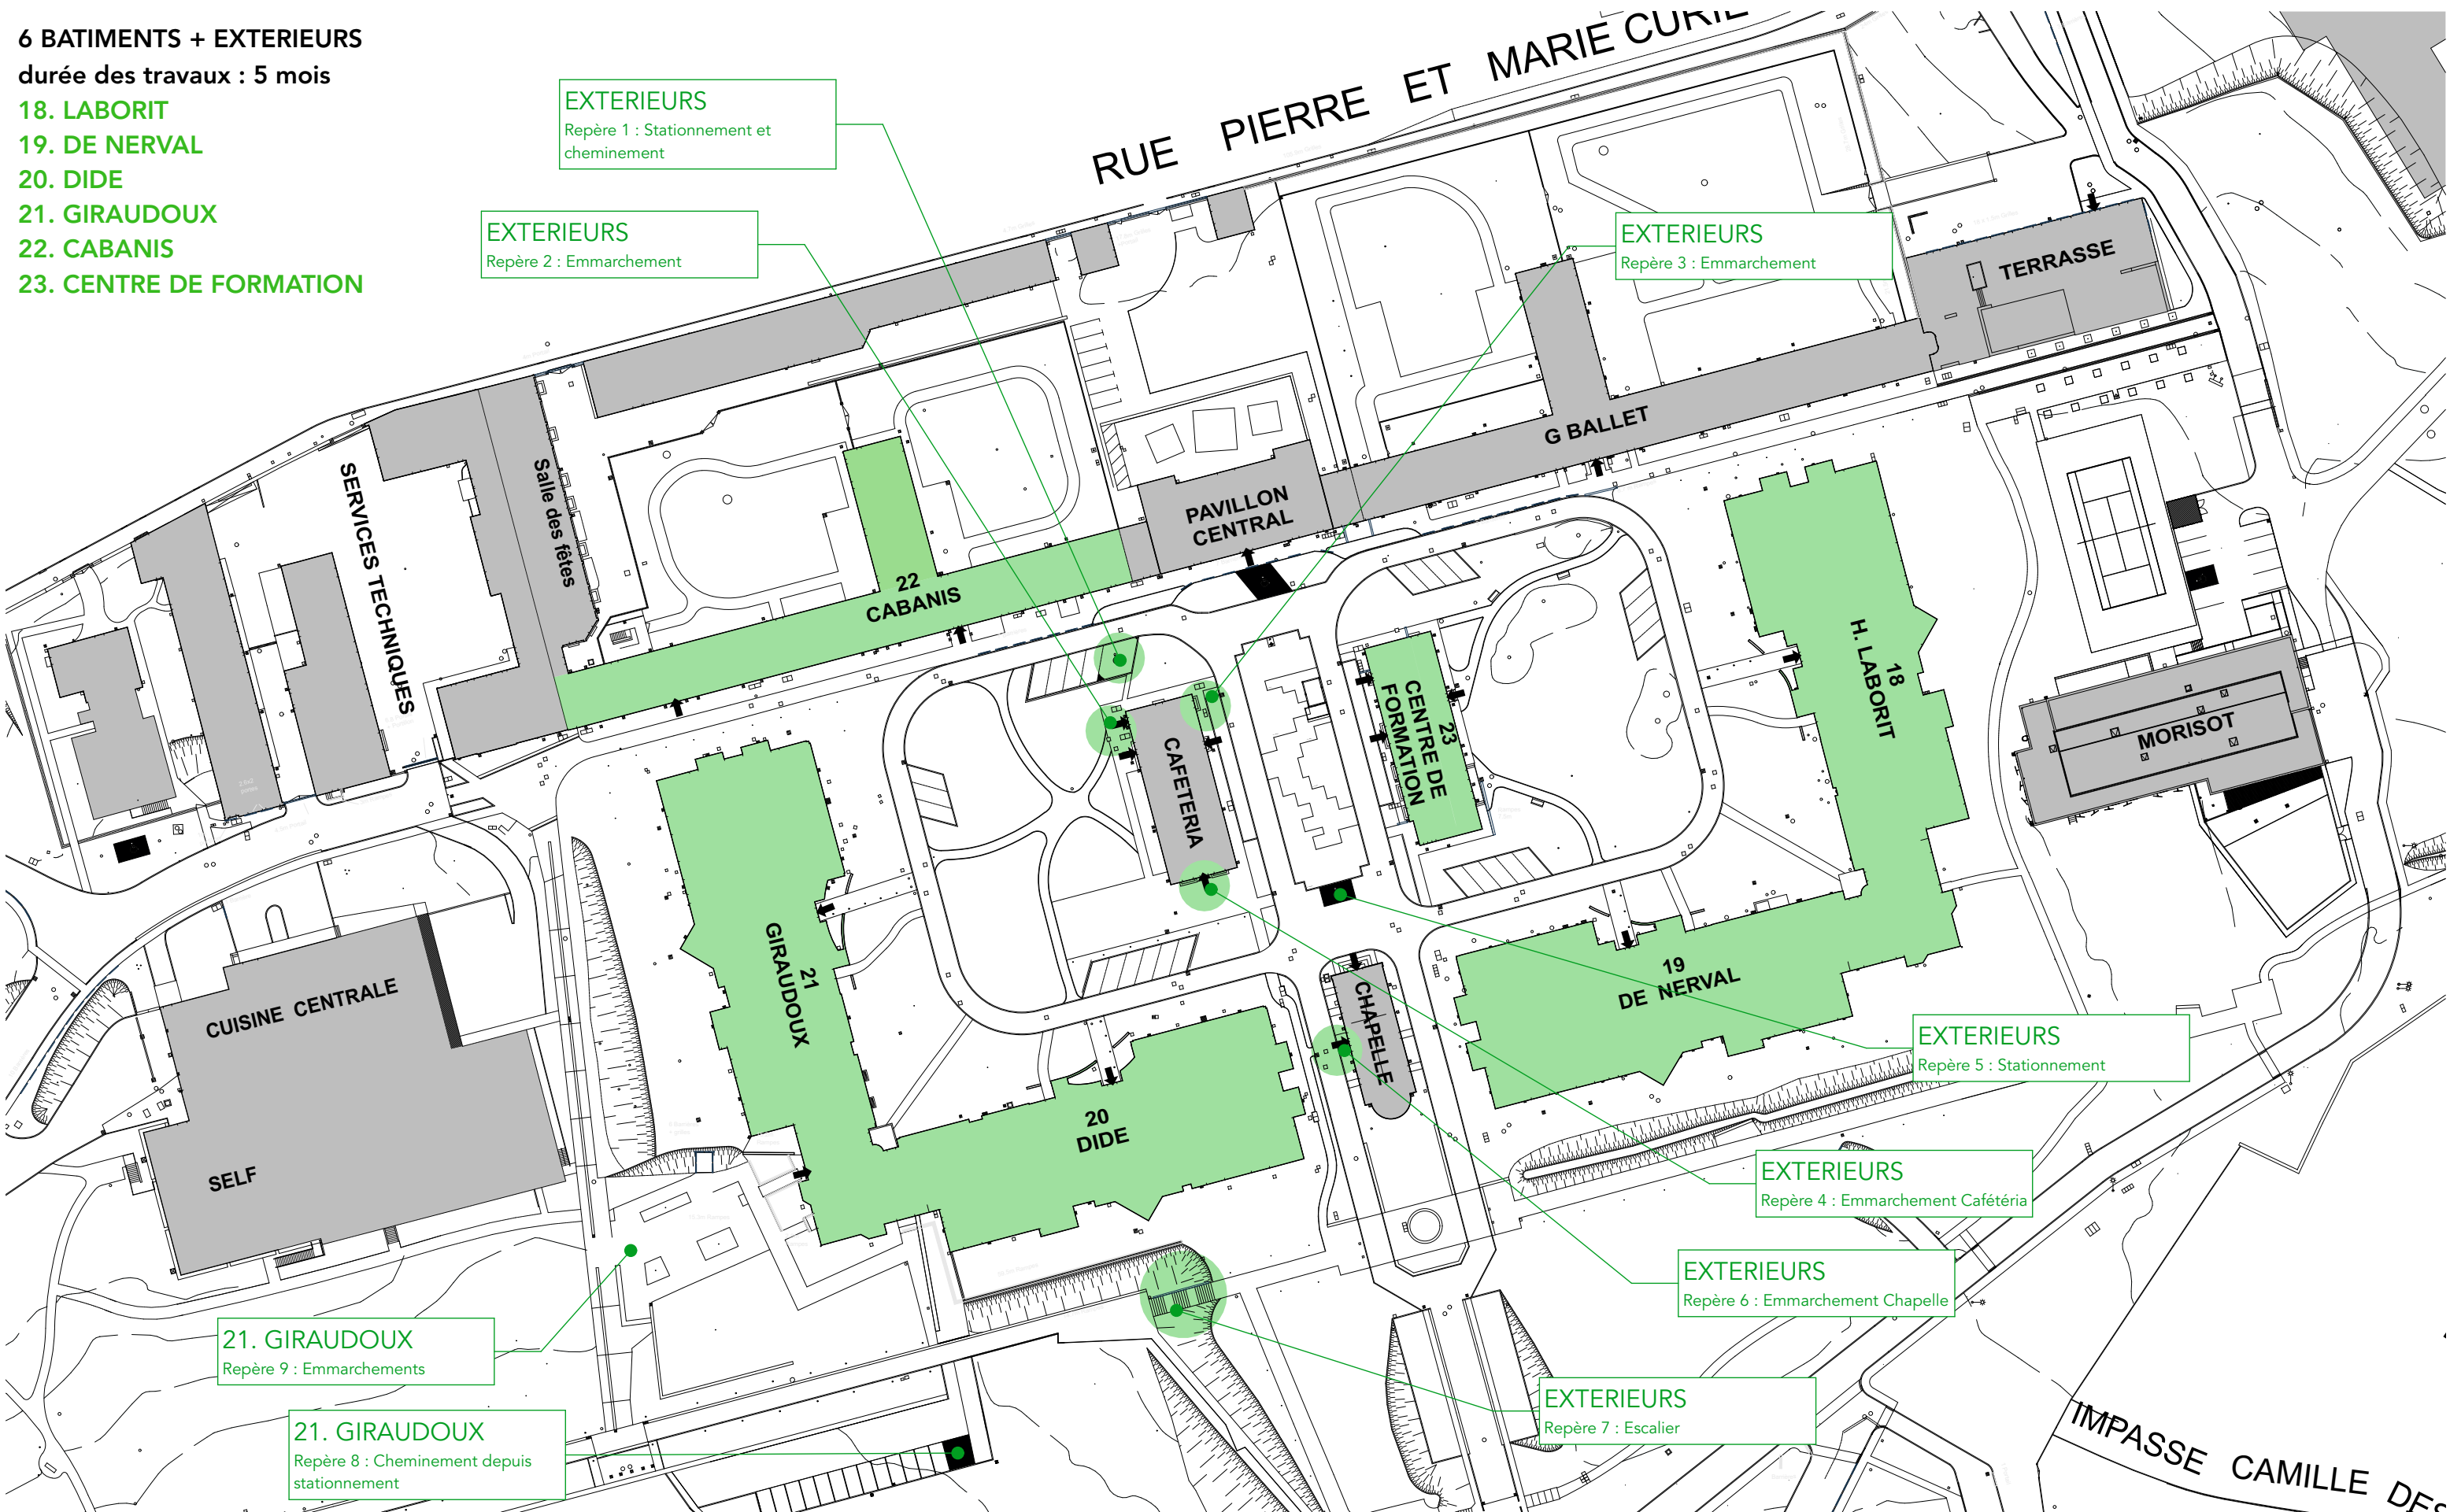 6 BATIMENTS + EXTERIEURS
durée des travaux : 5 mois
18. LABORIT
19. DE NERVAL
20. DIDE
21. GIRAUDOUX
22. CABANIS
23. CENTRE DE FORMATION
EXTERIEURS
Repère 1 : Stationnement et
cheminement
RUE PIERRE ET MARIE CURIE
EXTERIEURS
Repère 2 : Emmarchement
EXTERIEURS
Repère 3 : Emmarchement
TERRASSE
G BALLET
SERVICES TECHNIQUES
Salle des fêtes
PAVILLON
CENTRAL
22
CABANIS
18
H. LABORIT
23
CENTRE DE
FORMATION
MORISOT
CAFETERIA
21
GIRAUDOUX
CUISINE CENTRALE
19
DE NERVAL
CHAPELLE
20
DIDE
SELF
EXTERIEURS
Repère 5 : Stationnement
EXTERIEURS
Repère 4 : Emmarchement Cafétéria
EXTERIEURS
Repère 6 : Emmarchement Chapelle
21. GIRAUDOUX
Repère 9 : Emmarchements
EXTERIEURS
Repère 7 : Escalier
21. GIRAUDOUX
Repère 8 : Cheminement depuis
stationnement
IMPASSE CAMILLE DES